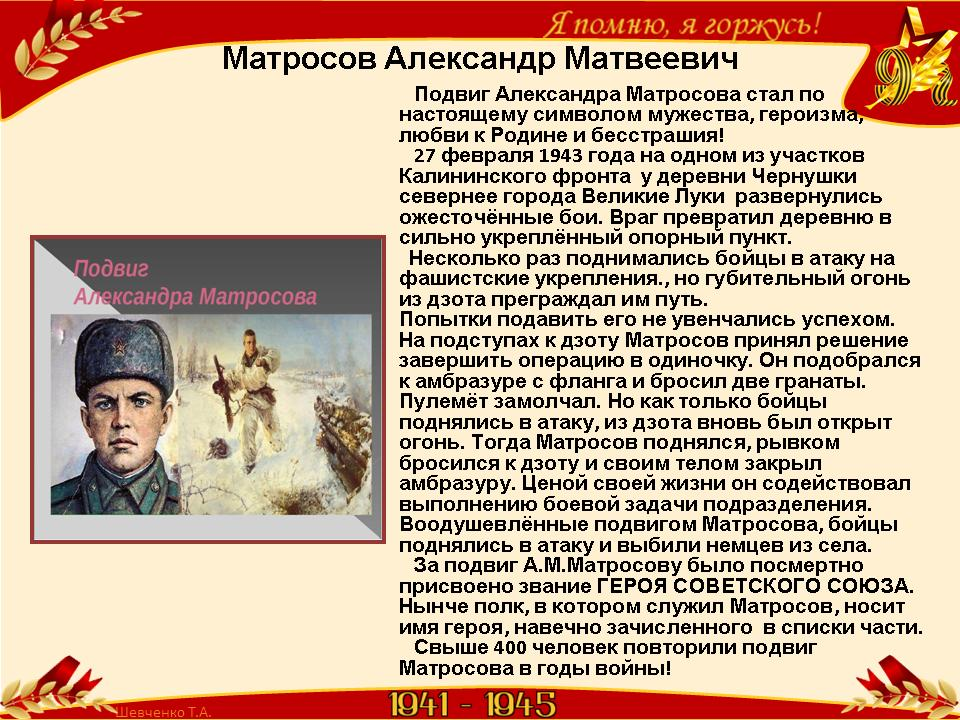 Я помню, я горжусь!
Матросов Александр Матвеевич
Подвиг Александра Матросова стал по
настоящему символом мужества, героизма,
любви к Родине и бесстрашия!
27 февраля 1943 года на одном из участков
Калининского фронта у деревни Чернушки
севернее города Великие Луки развернулись
ожесточённые бои. Враг превратил деревню в
сильно укреплённый опорный пункт.
Несколько раз поднимались бойцы в атаку на
фашистские укрепления., но губительный огонь
из дзота преграждал им путь.
Попытки подавить его не увенчались успехом.
На подступах к дзоту Матросов принял решение
завершить операцию в одиночку. Он подобрался
к амбразуре с фланга и бросил две гранаты.
Пулемёт замолчал. Но как только бойцы
поднялись в атаку, из дзота вновь был открыт
огонь. Тогда Матросов поднялся, рывком
бросился к дзоту и своим телом закрыл
амбразуру. Ценой своей жизни он содействовал
выполнению боевой задачи подразделения.
Воодушевлённые подвигом Матросова, бойцы
поднялись в атаку и выбили немцев из села.
За подвиг А.М.Матросову было посмертно
присвоено звание ГЕРОЯ СОВЕТСКОГО СОЮЗА.
Нынче полк, в котором служил Матросов, носит
имя героя, навечно зачисленного в списки части.
Свыше 400 человек повторили подвиг
Матросова в годы войны!
Подвиг
Александра Матросова
Шевченко Т.А.
1941 - 1945